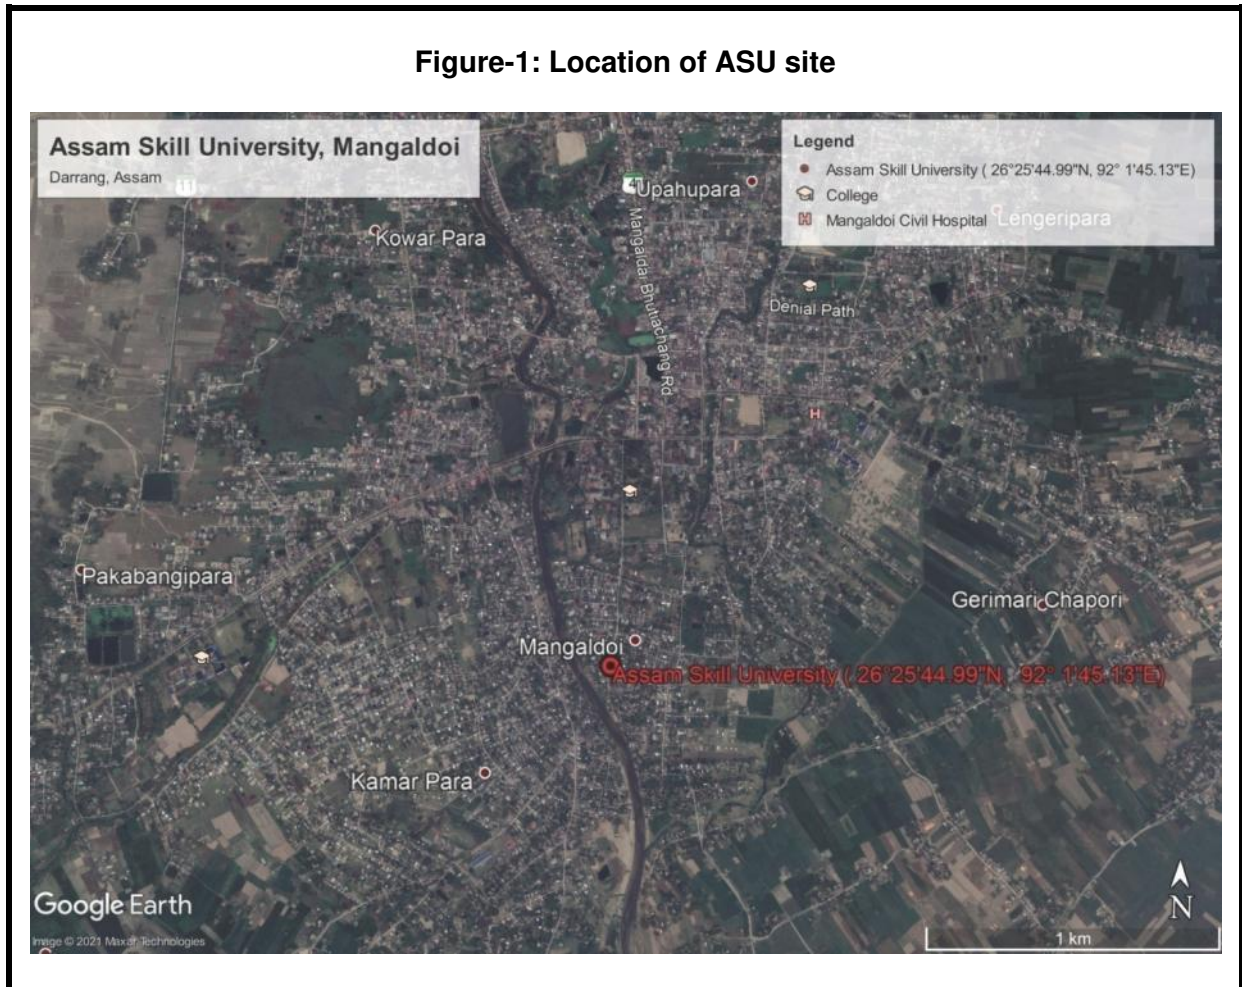 Figure-1: Location of ASU site
Assam Skill University, Mangaldoi
Darrang, Assam
11
Legend
Assam Skill University ( 26°25'44.99"N, 92° 1'45.13"E)
College
Mangaldoi Civil Hospital
Lengeripara
Upahupara
Kowar Para
Mangaldai Bhutiachang Rd
Denial Path
H
Pakabangipara
Gerimari Chapori
Mangaldoi
Assam Skill University ( 26°25'44.99"N, 92° 1'45.13"E)
Kamar Para
Google Earth
Image © 2021 Maxar Technologies
N
1 km